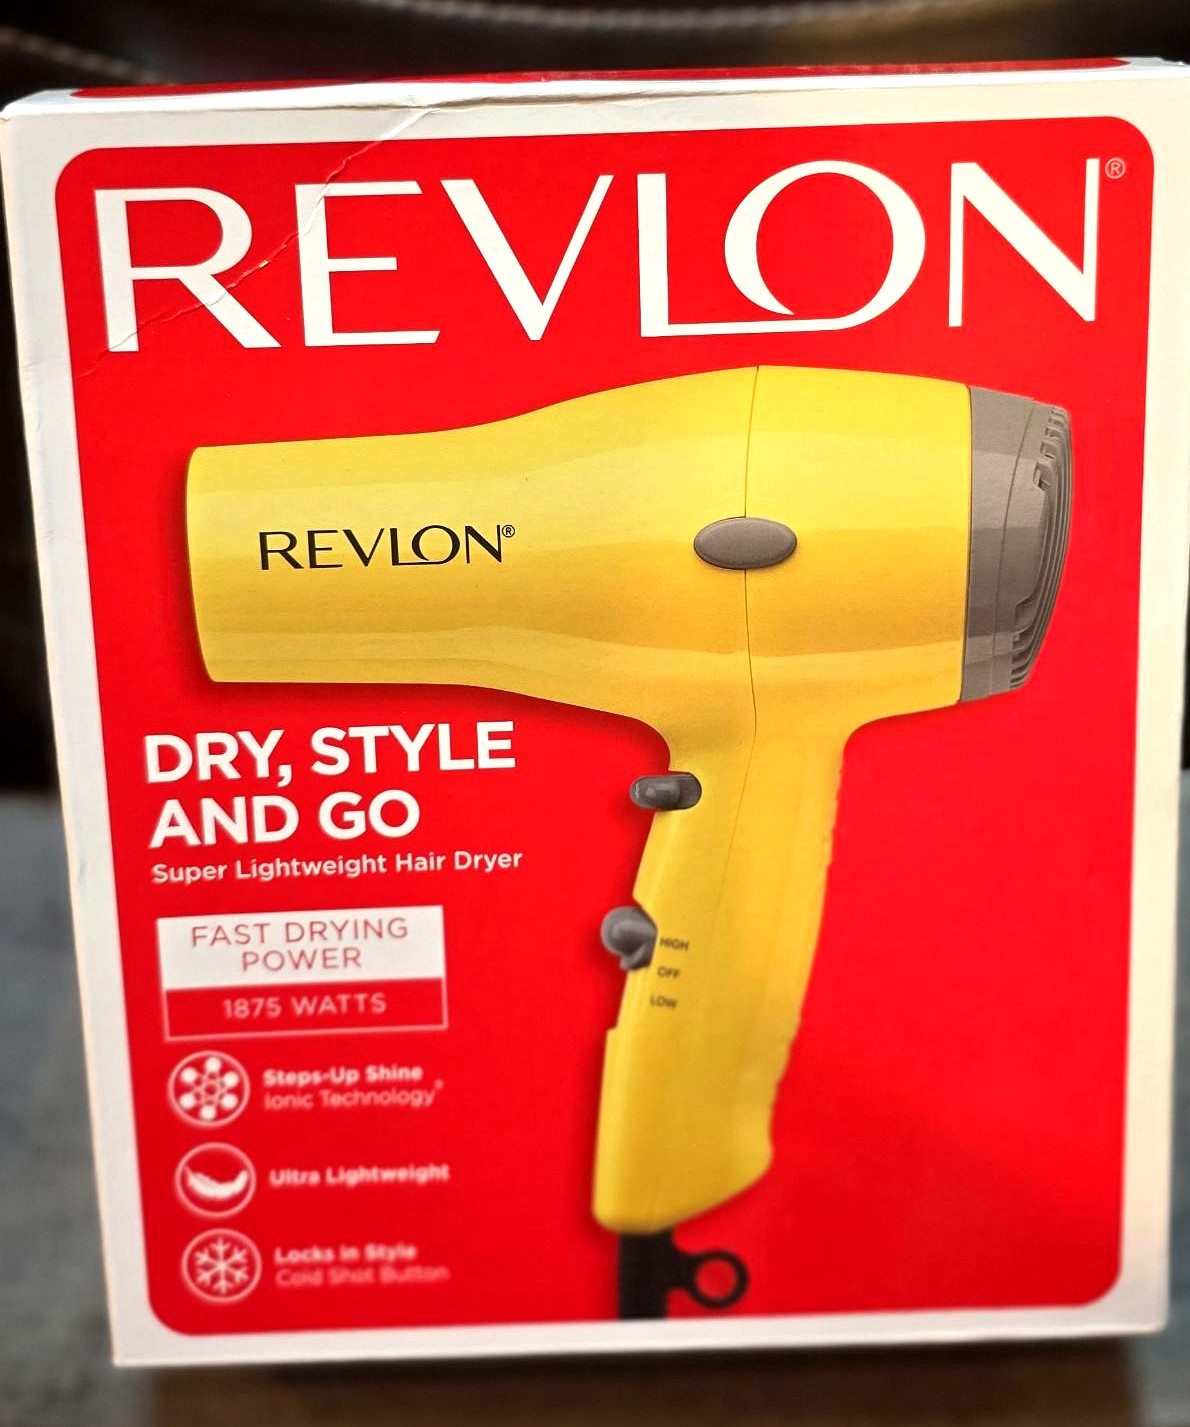 REVLON®
REVLON®
DRY, STYLE
AND GO
Super Lightweight Hair Dryer
FAST DRYING
POWER
1875 WATTS
HIGH
OFF
LOW
Steps-Up Shine
Ionic Technology*
Ultra Lightweight
Locks in Style
Cold Shot Button